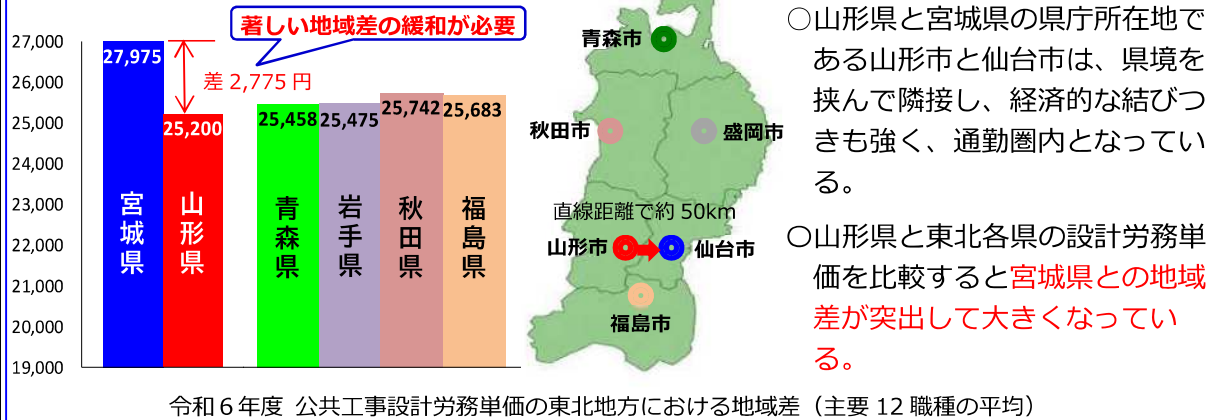 著しい地域差の緩和が必要
27,000
26,000
25,000
24,000
23,000
22,000
21,000
20,000
19,000
27,975
差 2,775 円
25,200
25,458
25,475
25,742
25,683
宮城県
山形県
青森県
岩手県
秋田県
福島県
青森市
秋田市
盛岡市
直線距離で約 50km
山形市
仙台市
福島市
○山形県と宮城県の県庁所在地で
ある山形市と仙台市は、県境を
挟んで隣接し、経済的な結びつ
きも強く、通勤圏内となってい
る。
○山形県と東北各県の設計労務単
価を比較すると宮城県との地域
差が突出して大きくなってい
る。
令和６年度 公共工事設計労務単価の東北地方における地域差（主要 12 職種の平均）